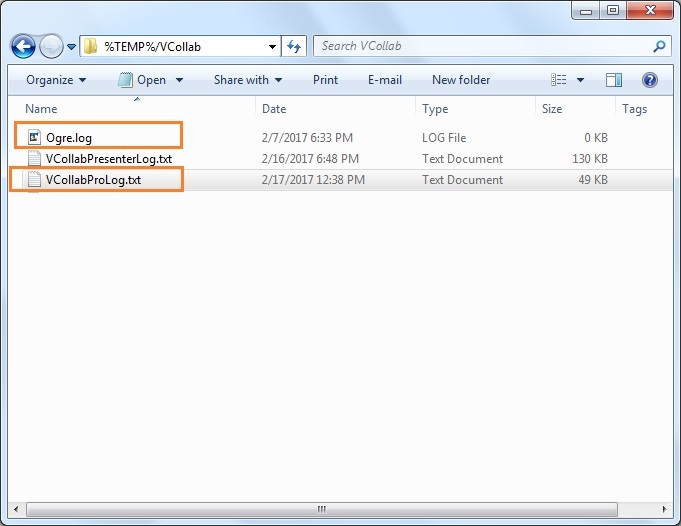 %TEMP%/VCollab Search VCollab
Organize Open Share with Print E-mail New folder
Name Date Type Size Tags
Ogre.log 2/7/2017 6:33 PM LOG File 0 KB
VCollabPresenterLog.txt 2/16/2017 6:48 PM Text Document 130 KB
VCollabProLog.txt 2/17/2017 12:38 PM Text Document 49 KB